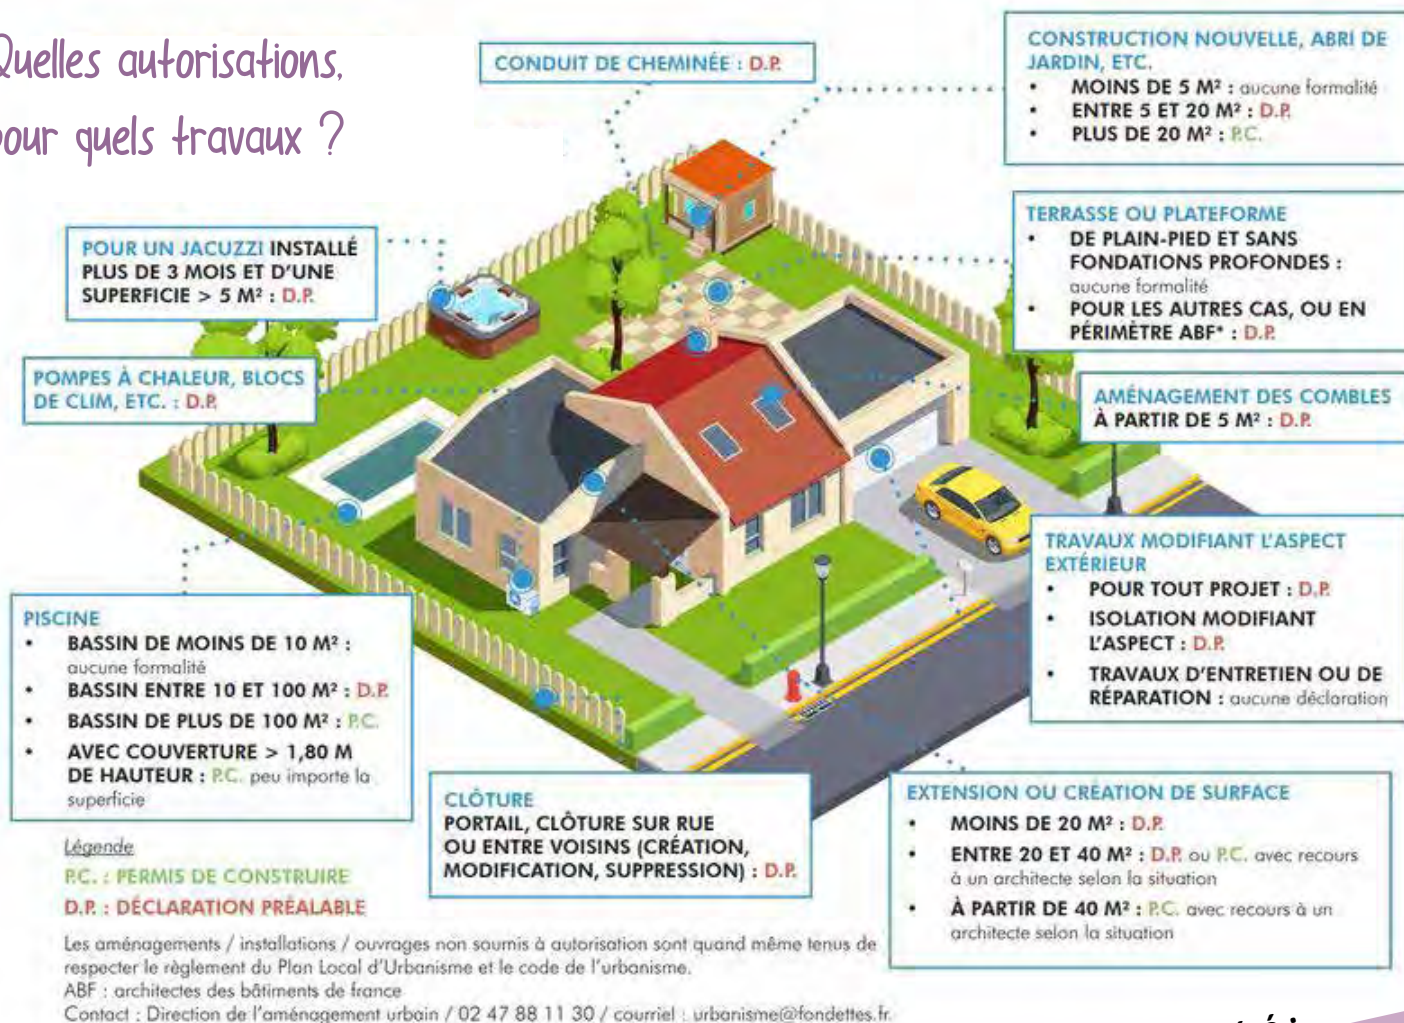 Quelles autorisations,
pour quels travaux ?
CONDUIT DE CHEMINÉE : D.P.
CONSTRUCTION NOUVELLE, ABRI DE
JARDIN, ETC.
• MOINS DE 5 M² : aucune formalité
• ENTRE 5 ET 20 M² : D.P.
• PLUS DE 20 M² : P.C.
POUR UN JACUZZI INSTALLÉ
PLUS DE 3 MOIS ET D'UNE
SUPERFICIE > 5 M² : D.P.
TERRASSE OU PLATEFORME
• DE PLAIN-PIED ET SANS
FONDATIONS PROFONDES :
aucune formalité
• POUR LES AUTRES CAS, OU EN
PÉRIMÈTRE ABF* : D.P.
POMPES À CHALEUR, BLOCS
DE CLIM, ETC. : D.P.
AMÉNAGEMENT DES COMBLES
À PARTIR DE 5 M² : D.P.
TRAVAUX MODIFIANT L'ASPECT
EXTÉRIEUR
• POUR TOUT PROJET : D.P.
• ISOLATION MODIFIANT
L'ASPECT : D.P.
• TRAVAUX D'ENTRETIEN OU DE
RÉPARATION : aucune déclaration
PISCINE
• BASSIN DE MOINS DE 10 M² :
aucune formalité
• BASSIN ENTRE 10 ET 100 M² : D.P.
• BASSIN DE PLUS DE 100 M² : P.C.
• AVEC COUVERTURE > 1,80 M
DE HAUTEUR : P.C. peu importe la
superficie
CLÔTURE
PORTAIL, CLÔTURE SUR RUE
OU ENTRE VOISINS (CRÉATION,
MODIFICATION, SUPPRESSION) : D.P.
EXTENSION OU CRÉATION DE SURFACE
• MOINS DE 20 M² : D.P.
• ENTRE 20 ET 40 M² : D.P. ou P.C. avec recours
à un architecte selon la situation
• À PARTIR DE 40 M² : P.C. avec recours à un
architecte selon la situation
Légende
P.C. : PERMIS DE CONSTRUIRE
D.P. : DÉCLARATION PRÉALABLE
Les aménagements / installations / ouvrages non soumis à autorisation sont quand même tenus de
respecter le règlement du Plan Local d'Urbanisme et le code de l'urbanisme.
ABF : architectes des bâtiments de france
Contact : Direction de l'aménagement urbain / 02 47 88 11 30 / courriel : urbanisme@fondettes.fr.